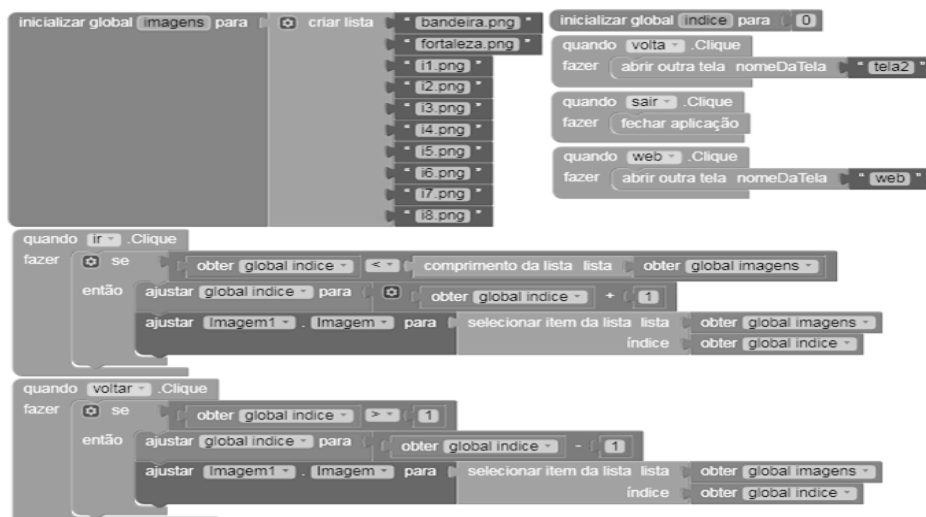 inicializar global imagens para criar lista " bandeira.png "
" fortaleza.png "
" i1.png "
" i2.png "
" i3.png "
" i4.png "
" i5.png "
" i6.png "
" i7.png "
" i8.png "
inicializar global indice para 0
quando volta .Clique
fazer abrir outra tela nomeDaTela " tela2 "
quando sair .Clique
fazer fechar aplicação
quando web .Clique
fazer abrir outra tela nomeDaTela " web "
quando ir .Clique
fazer se obter global indice < comprimento da lista lista obter global imagens
então ajustar global indice para obter global indice + 1
ajustar Imagem1 . Imagem para selecionar item da lista lista obter global imagens
índice obter global indice
quando voltar .Clique
fazer se obter global indice > 1
então ajustar global indice para obter global indice - 1
ajustar Imagem1 . Imagem para selecionar item da lista lista obter global imagens
índice obter global indice